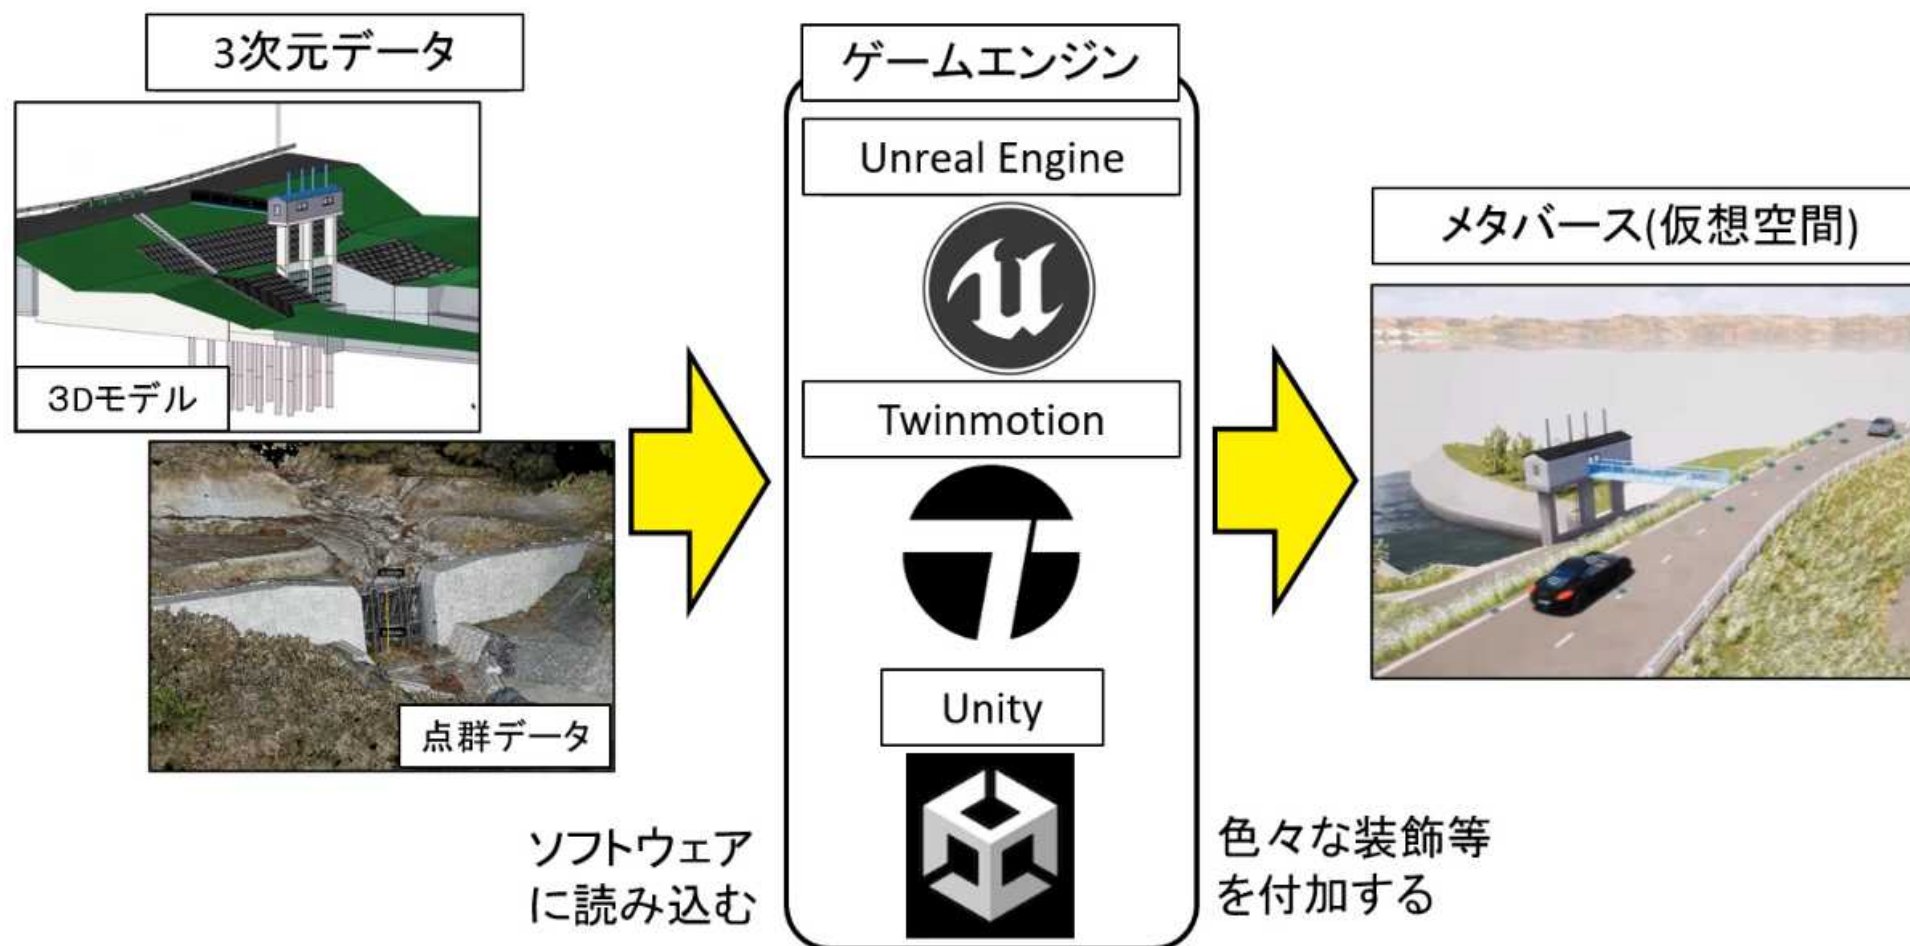 3次元データ
3Dモデル
点群データ
ソフトウェア
に読み込む
ゲームエンジン
Unreal Engine
Twinmotion
Unity
色々な装飾等
を付加する
メタバース(仮想空間)